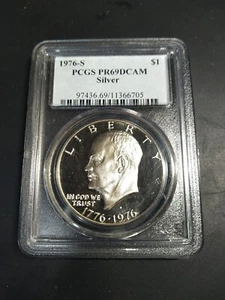 1976-S $1
PCGS PR69DCAM
Silver
97436.69/11366705
LIBERTY
IN GOD WE
TRUST
1776-1976